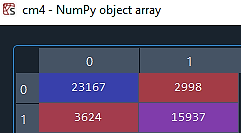 cm4 - NumPy object array
0 1
0 23167 2998
1 3624 15937